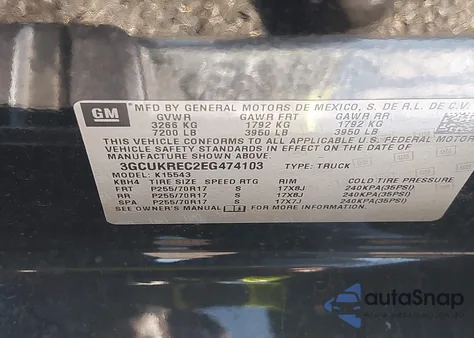 GM
MFD BY GENERAL MOTORS DE MEXICO, S. DE R.L. DE C.V.
GVWR GAWR FRT GAWR RR
3266 KG 1792 KG 1792 KG
7200 LB 3950 LB 3950 LB
THIS VEHICLE CONFORMS TO ALL APPLICABLE U.S. FEDERAL MOTOR
VEHICLE SAFETY STANDARDS IN EFFECT ON THE DATE OF
MANUFACTURE SHOWN ABOVE.
3GCUKREC2EG474103 TYPE: TRUCK
MODEL: K15543
KBH4 TIRE SIZE SPEED RTG RIM COLD TIRE PRESSURE
FRT P255/70R17 S 17X8J 240KPA(35PSI)
RR P255/70R17 S 17X8J 240KPA(35PSI)
SPA P255/70R17 S 17X7J 240KPA(35PSI)
SEE OWNER'S MANUAL
autoSnap